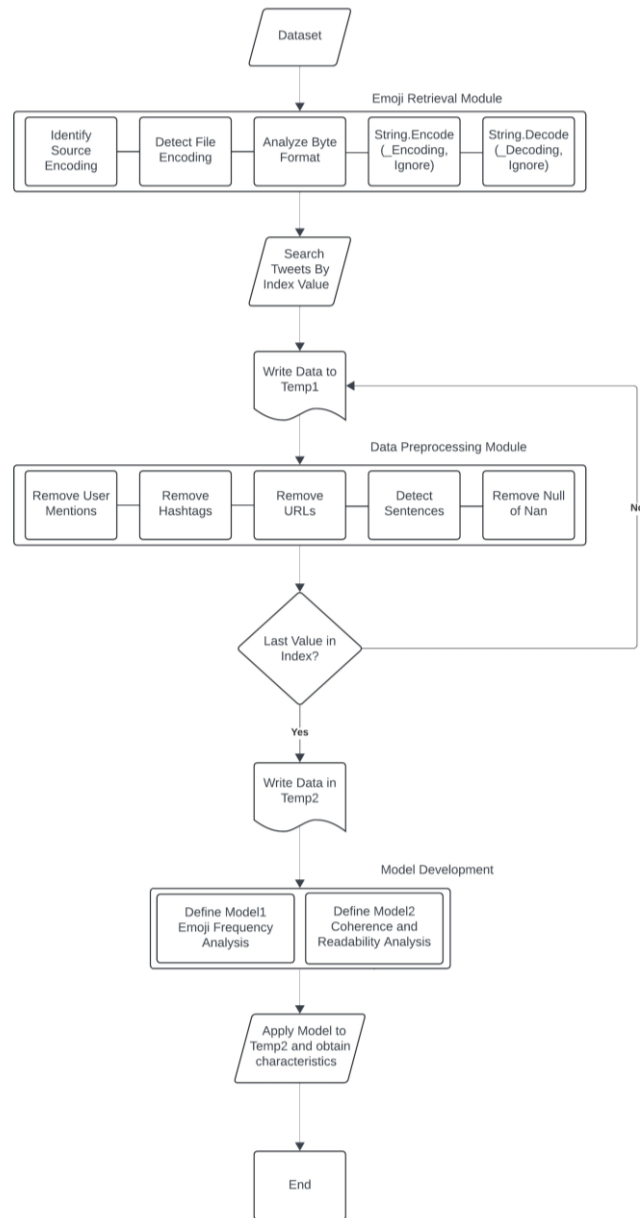 Dataset
Emoji Retrieval Module
Identify
Source
Encoding
Detect File
Encoding
Analyze Byte
Format
String.Encode
(_Encoding,
Ignore)
String.Decode
(_Decoding,
Ignore)
Search
Tweets By
Index Value
Write Data to
Temp1
Data Preprocessing Module
Remove User
Mentions
Remove
Hashtags
Remove
URLs
Detect
Sentences
Remove Null
of Nan
Last Value in
Index?
Yes
Write Data in
Temp2
Model Development
Define Model1
Emoji Frequency
Analysis
Define Model2
Coherence and
Readability Analysis
Apply Model to
Temp2 and obtain
characteristics
End